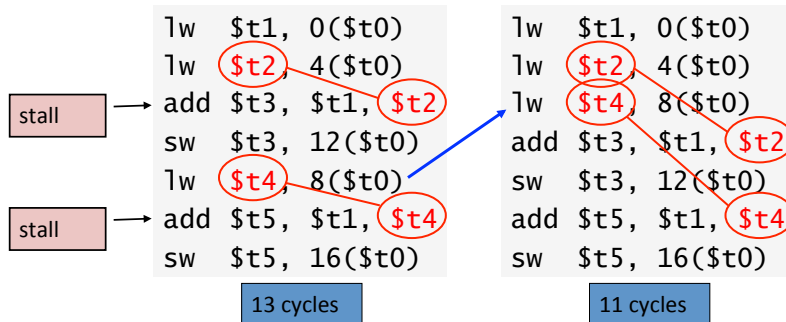 lw $t1, 0($t0)
lw $t2, 4($t0)
stall
add $t3, $t1, $t2
sw $t3, 12($t0)
lw $t4, 8($t0)
stall
add $t5, $t1, $t4
sw $t5, 16($t0)
13 cycles
lw $t1, 0($t0)
lw $t2, 4($t0)
lw $t4, 8($t0)
add $t3, $t1, $t2
sw $t3, 12($t0)
add $t5, $t1, $t4
sw $t5, 16($t0)
11 cycles